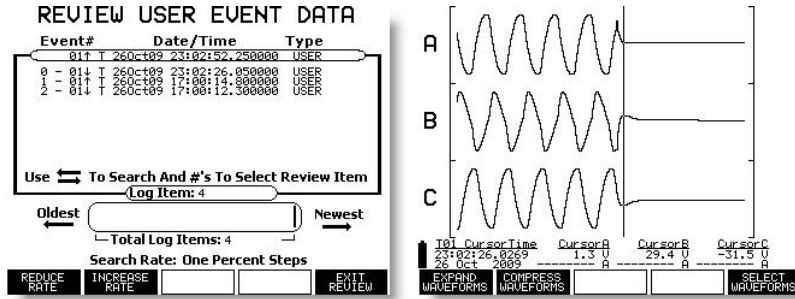 REVIEW USER EVENT DATA
Event# Date/Time Type
01↑ T 26Oct09 23:02:52.250000 USER
0 - 01↓ T 26Oct09 23:02:26.050000 USER
1 - 01↑ T 26Oct09 17:00:14.800000 USER
2 - 01↓ T 26Oct09 17:00:12.300000 USER
Use ⇆ To Search And #'s To Select Review Item
Log Item: 4
Oldest Newest
Total Log Items: 4
Search Rate: One Percent Steps
REDUCE RATE
INCREASE RATE
EXIT REVIEW
A
B
C
T01 CursorTime CursorA CursorB CursorC
23:02:26.0269 1.3 V 29.4 V -31.5 V
26 Oct 2009 -------- A -------- A -------- A
EXPAND WAVEFORMS
COMPRESS WAVEFORMS
SELECT WAVEFORMS